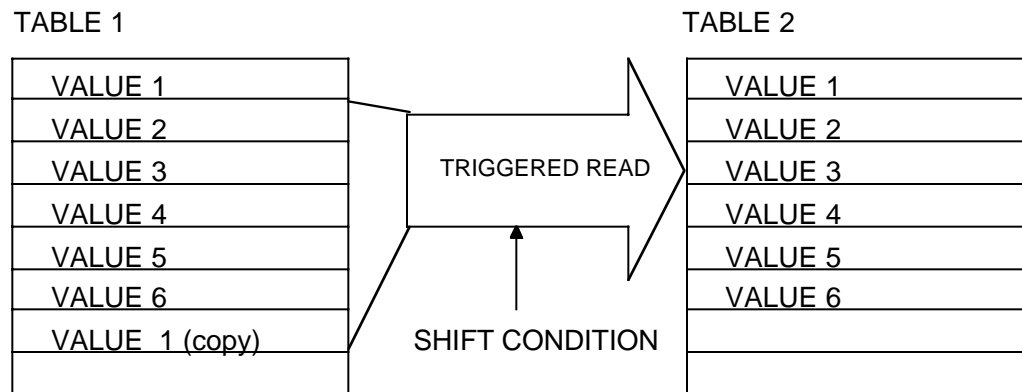 TABLE 1
VALUE 1
VALUE 2
VALUE 3
VALUE 4
VALUE 5
VALUE 6
VALUE 1 (copy)
TRIGGERED READ
SHIFT CONDITION
TABLE 2
VALUE 1
VALUE 2
VALUE 3
VALUE 4
VALUE 5
VALUE 6